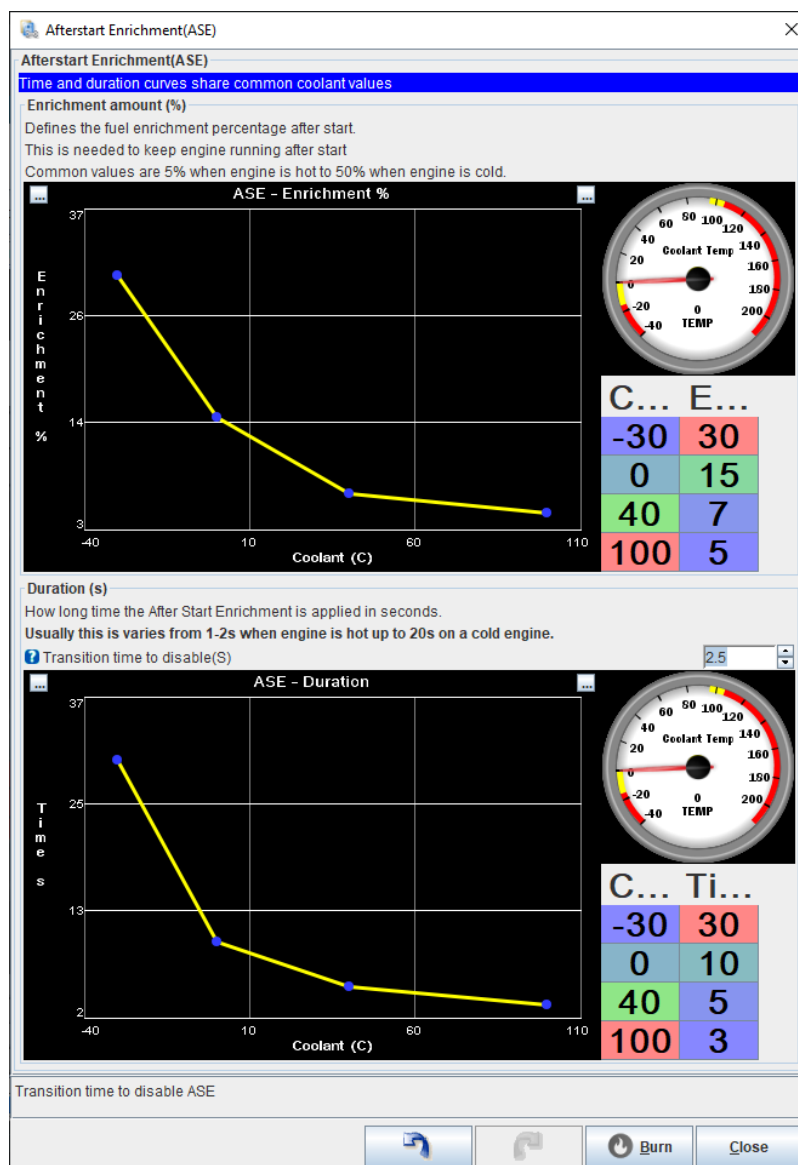 Afterstart Enrichment(ASE)
Afterstart Enrichment(ASE)
Time and duration curves share common coolant values
Enrichment amount (%)
Defines the fuel enrichment percentage after start.
This is needed to keep engine running after start
Common values are 5% when engine is hot to 50% when engine is cold.
... ASE - Enrichment % ...
37
26
14
3
Enrichment %
-40 10 60 110
Coolant (C)
-40 -20 0 20 40 60 80 100 120 140 160 180 200
Coolant Temp
0
TEMP
C... E...
-30 30
0 15
40 7
100 5
Duration (s)
How long time the After Start Enrichment is applied in seconds.
Usually this is varies from 1-2s when engine is hot up to 20s on a cold engine.
? Transition time to disable(S) 2.5
... ASE - Duration ...
37
25
13
2
Time s
-40 10 60 110
Coolant (C)
-40 -20 0 20 40 60 80 100 120 140 160 180 200
Coolant Temp
0
TEMP
C... Ti...
-30 30
0 10
40 5
100 3
Transition time to disable ASE
Burn Close